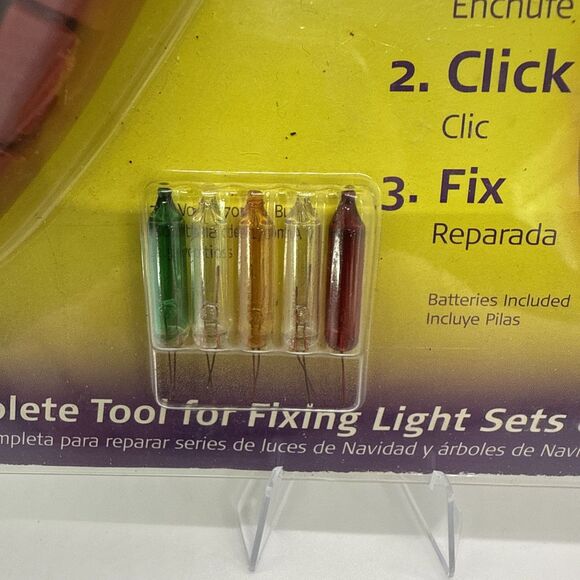 Enchufe
2. Click
Clic
3. Fix
Reparada
Batteries Included
Incluye Pilas
plete Tool for Fixing Light Sets
mpleta para reparar series de luces de Navidad y árboles de Navi